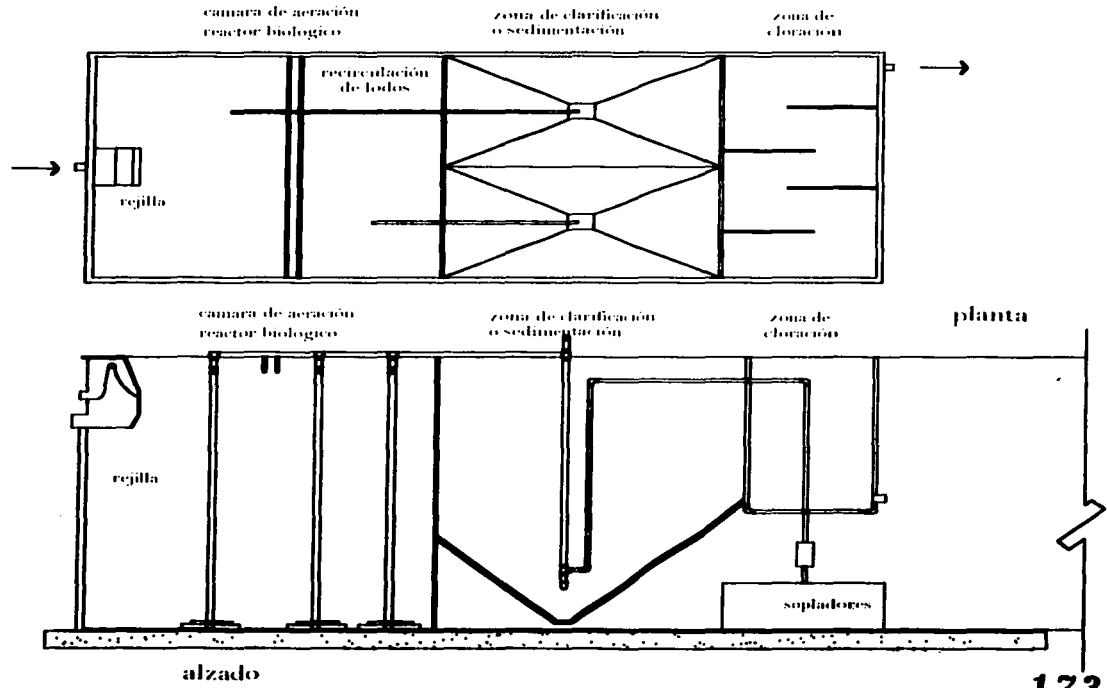 camara de aeración
reactor biologico
zona de clarificación
o sedimentación
zona de
cloración
recirculación
de lodos
rejilla
camara de aeración
reactor biologico
zona de clarificación
o sedimentación
zona de
cloración
planta
rejilla
sopladores
alzado
173